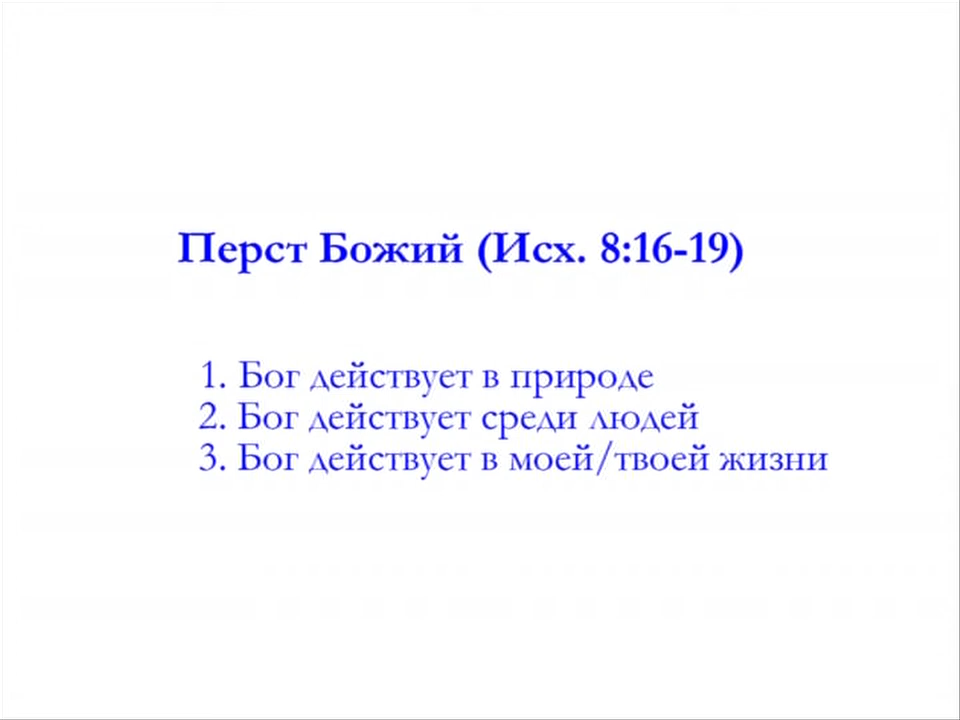 Перст Божий (Исх. 8:16-19)
1. Бог действует в природе
2. Бог действует среди людей
3. Бог действует в моей/твоей жизни